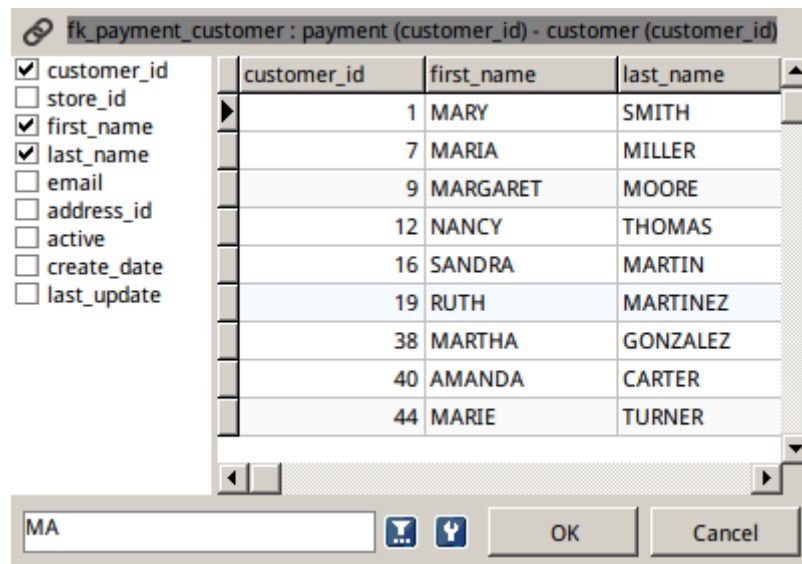 fk_payment_customer : payment (customer_id) - customer (customer_id)
customer_id
store_id
first_name
last_name
email
address_id
active
create_date
last_update
customer_id first_name last_name
1 MARY SMITH
7 MARIA MILLER
9 MARGARET MOORE
12 NANCY THOMAS
16 SANDRA MARTIN
19 RUTH MARTINEZ
38 MARTHA GONZALEZ
40 AMANDA CARTER
44 MARIE TURNER
MA OK Cancel